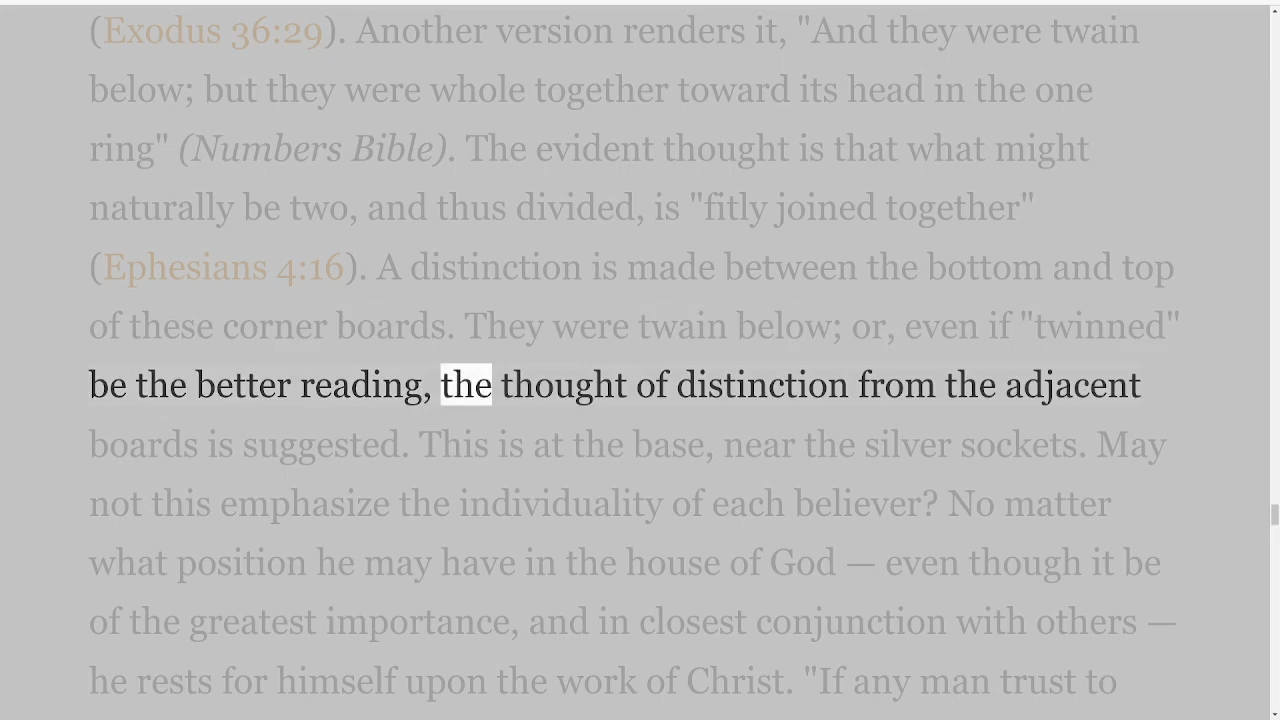 (Exodus 36:29). Another version renders it, "And they were twain
below; but they were whole together toward its head in the one
ring" (Numbers Bible). The evident thought is that what might
naturally be two, and thus divided, is "fitly joined together"
(Ephesians 4:16). A distinction is made between the bottom and top
of these corner boards. They were twain below; or, even if "twinned"
be the better reading, the thought of distinction from the adjacent
boards is suggested. This is at the base, near the silver sockets. May
not this emphasize the individuality of each believer? No matter
what position he may have in the house of God — even though it be
of the greatest importance, and in closest conjunction with others —
he rests for himself upon the work of Christ. "If any man trust to